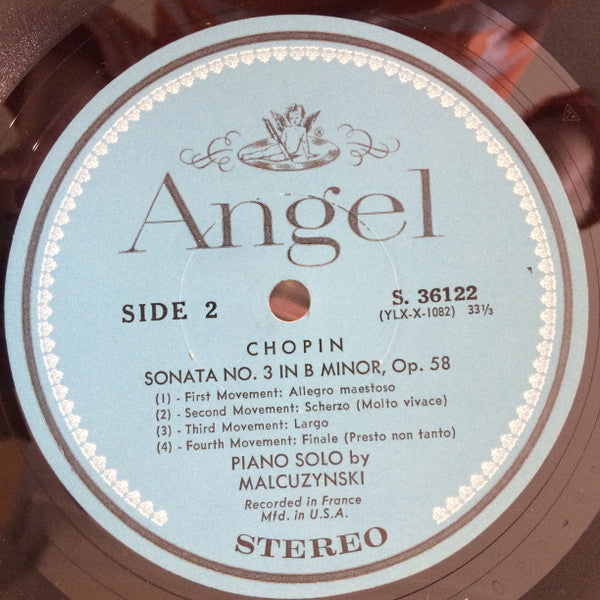 ®
Angel
SIDE 2
S. 36122
(YLX-X-1082) 33⅓
CHOPIN
SONATA NO. 3 IN B MINOR, Op. 58
(1) - First Movement: Allegro maestoso
(2) - Second Movement: Scherzo (Molto vivace)
(3) - Third Movement: Largo
(4) - Fourth Movement: Finale (Presto non tanto)
PIANO SOLO by
MALCUZYNSKI
Recorded in France
Mfd. in U.S.A.
STEREO